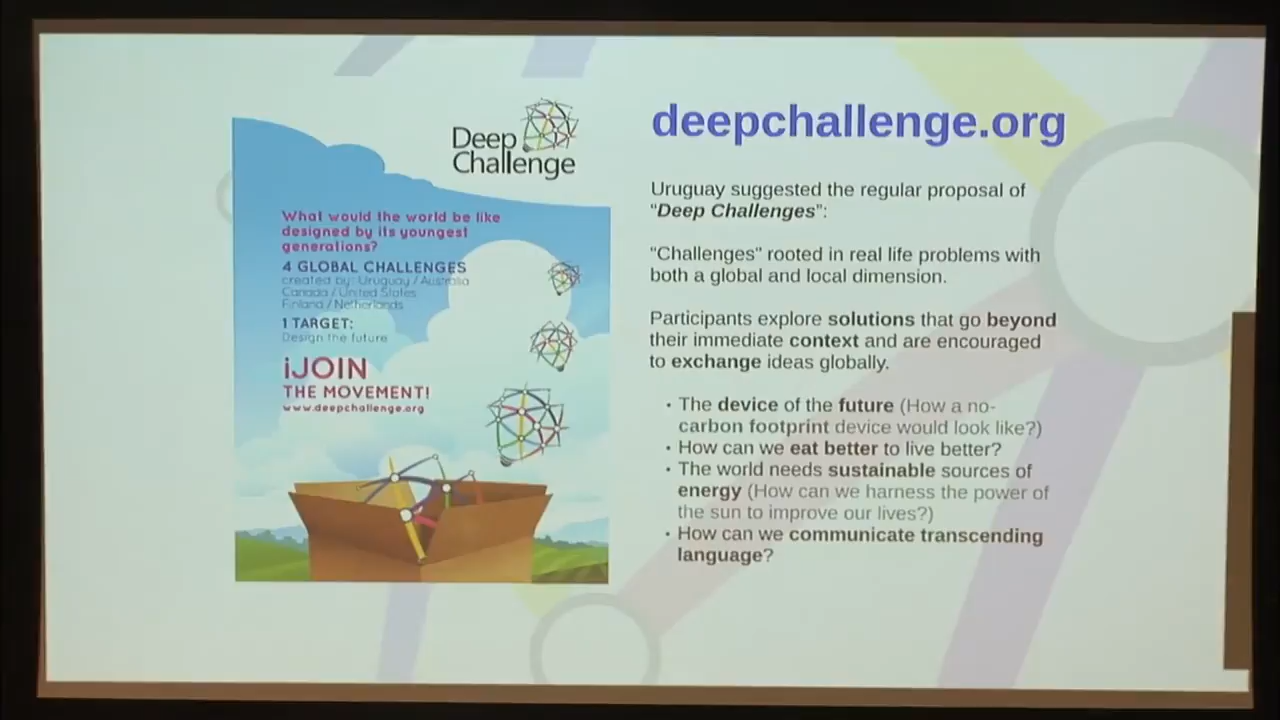 Deep
Challenge
What would the world be like
designed by its youngest
generations?
4 GLOBAL CHALLENGES
created by: Uruguay / Australia
Canada / United States
Finland / Netherlands
1 TARGET:
Design the future
¡JOIN
THE MOVEMENT!
www.deepchallenge.org
deepchallenge.org
Uruguay suggested the regular proposal of
“Deep Challenges”:
“Challenges" rooted in real life problems with
both a global and local dimension.
Participants explore solutions that go beyond
their immediate context and are encouraged
to exchange ideas globally.
• The device of the future (How a no-
carbon footprint device would look like?)
• How can we eat better to live better?
• The world needs sustainable sources of
energy (How can we harness the power of
the sun to improve our lives?)
• How can we communicate transcending
language?